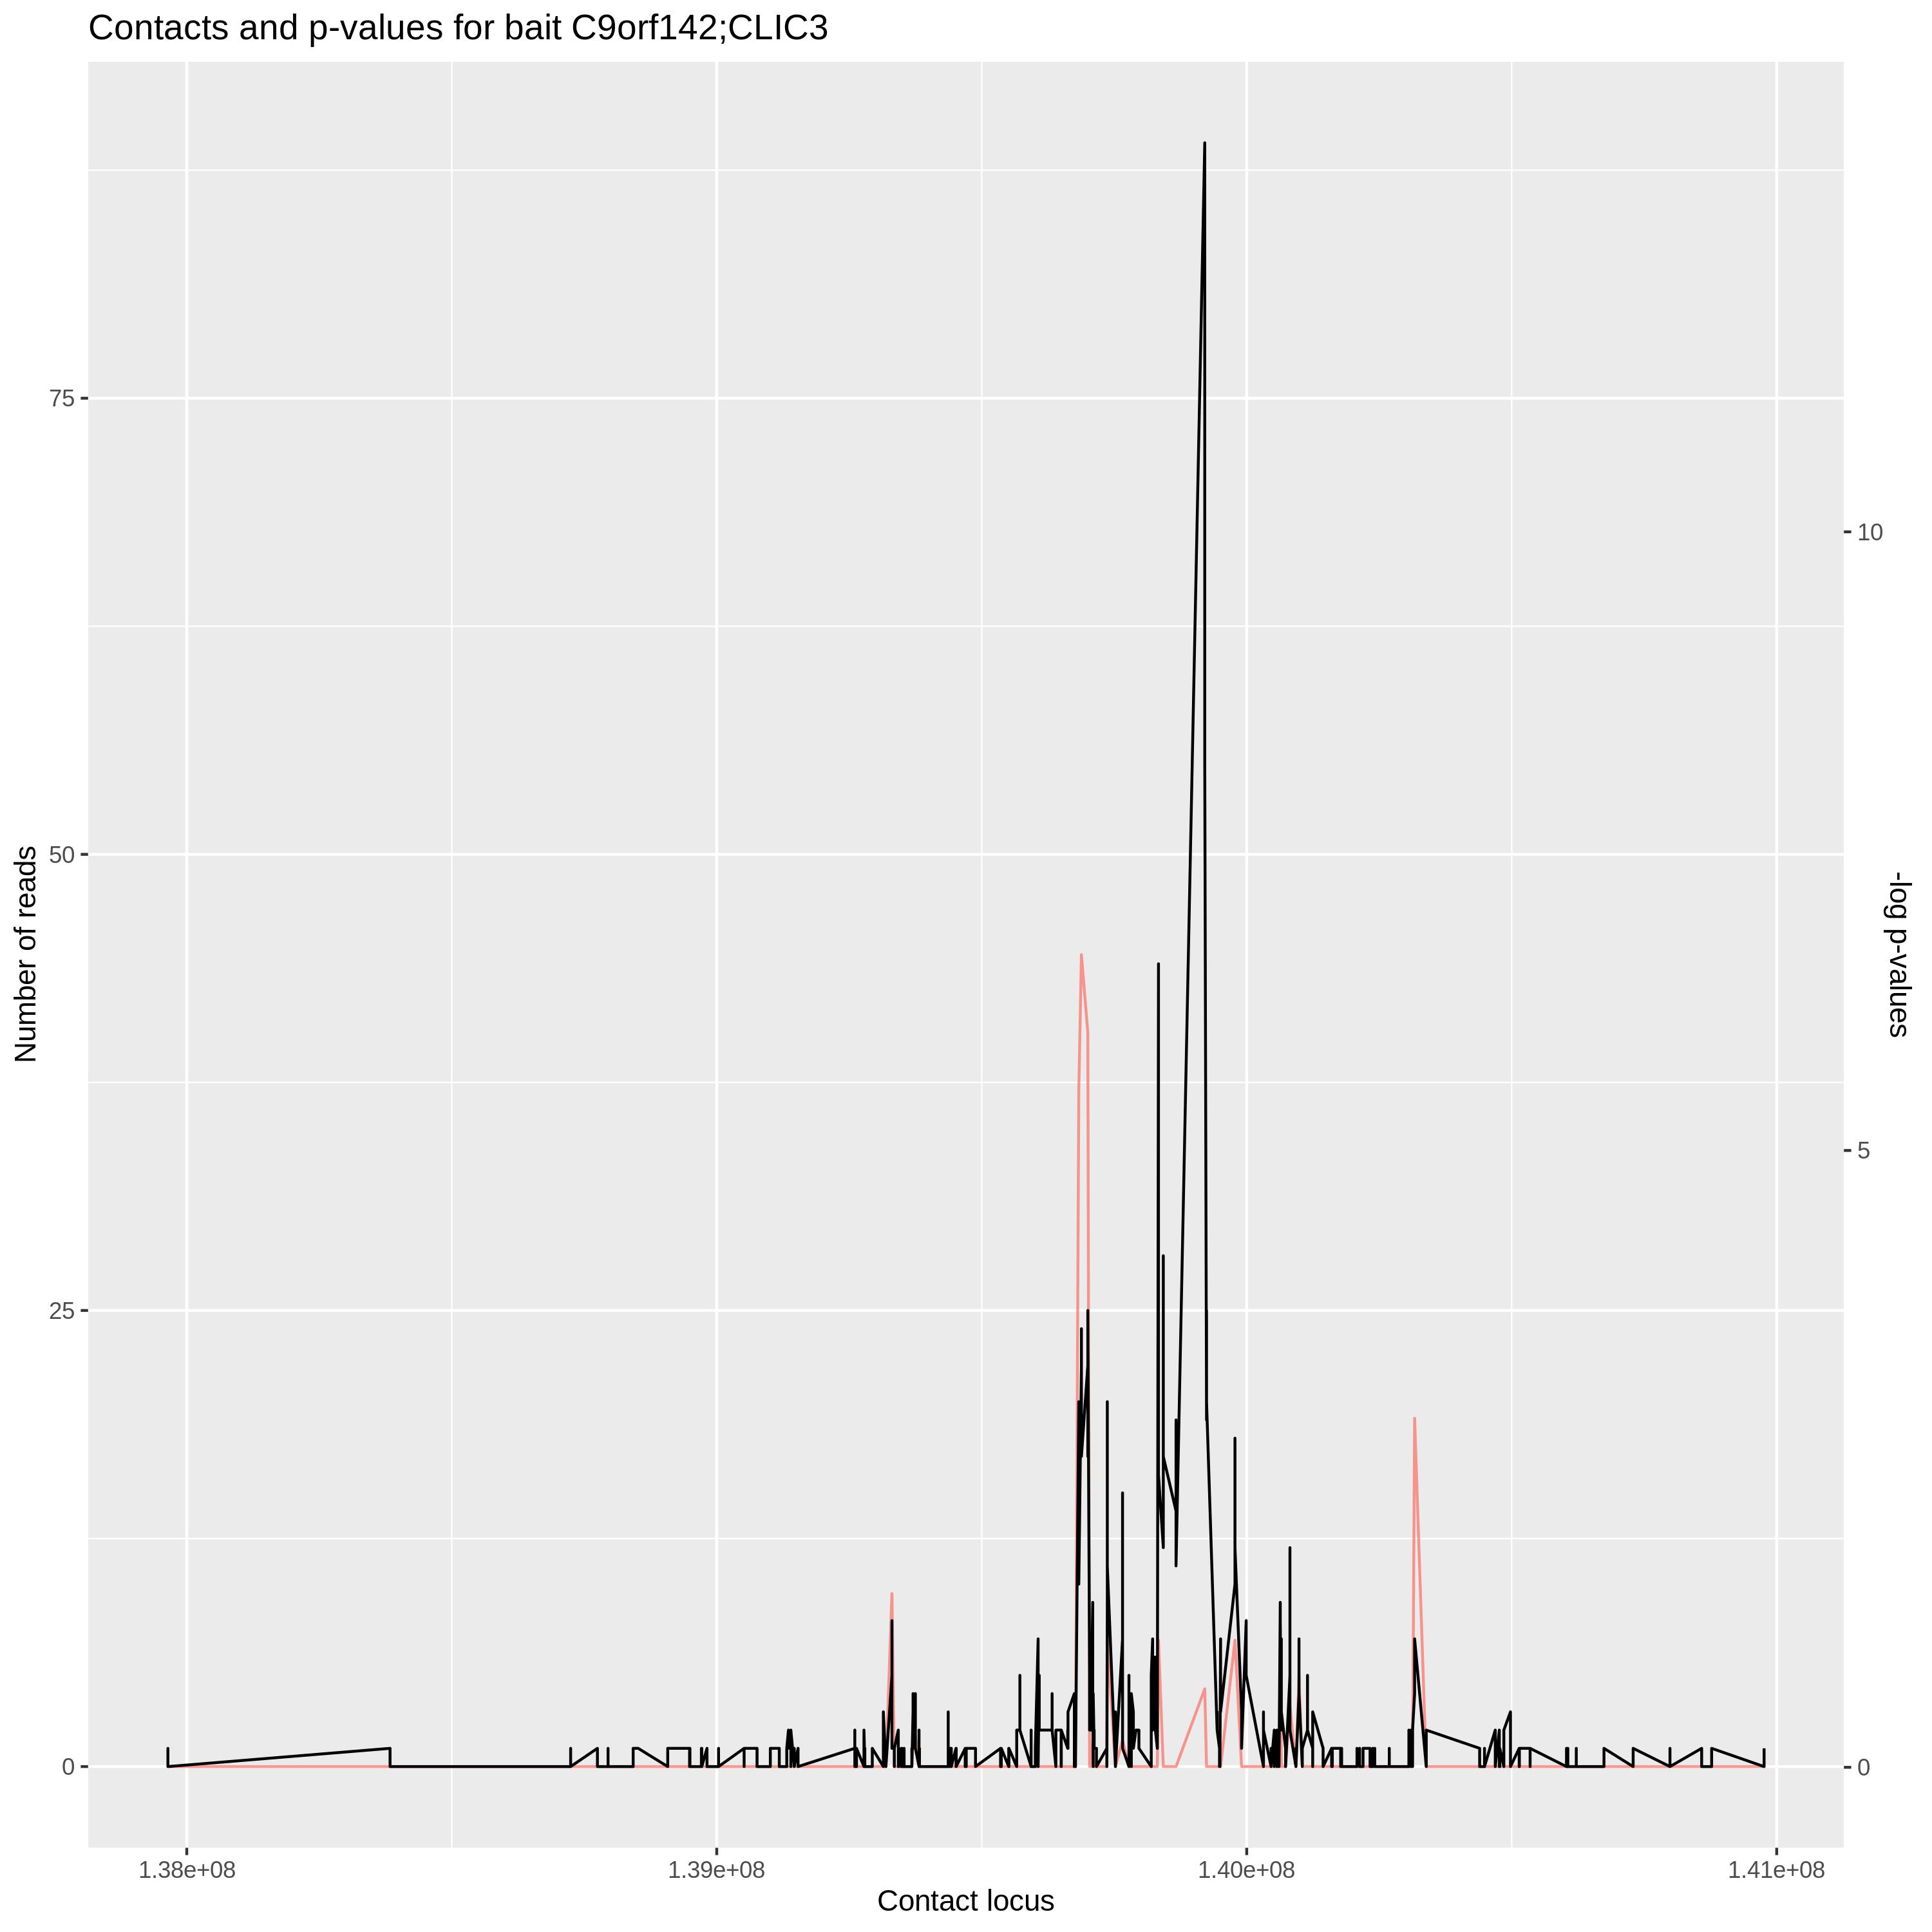 Contacts and p-values for bait C9orf142;CLIC3
Number of reads
75
50
25
0
10
5
0
-log p-values
1.38e+08
1.39e+08
1.40e+08
1.41e+08
Contact locus